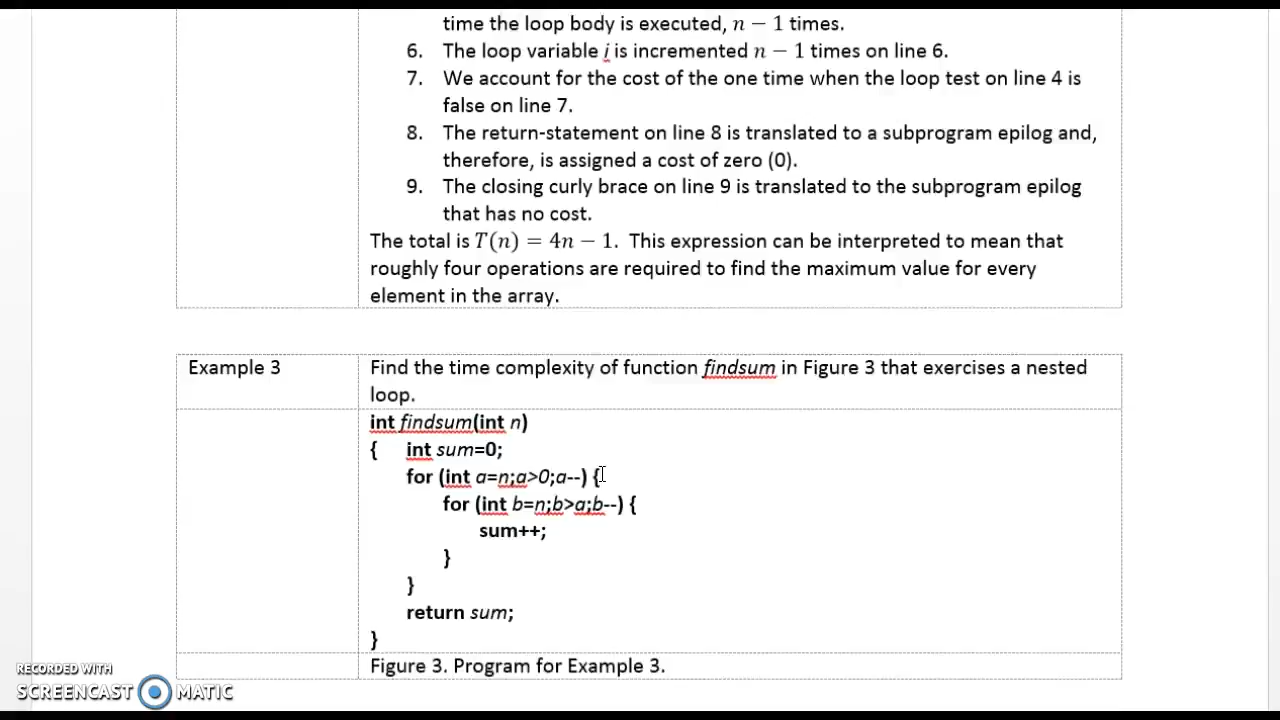 time the loop body is executed, n − 1 times.
6. The loop variable i is incremented n − 1 times on line 6.
7. We account for the cost of the one time when the loop test on line 4 is
false on line 7.
8. The return-statement on line 8 is translated to a subprogram epilog and,
therefore, is assigned a cost of zero (0).
9. The closing curly brace on line 9 is translated to the subprogram epilog
that has no cost.
The total is T(n) = 4n − 1. This expression can be interpreted to mean that
roughly four operations are required to find the maximum value for every
element in the array.
Example 3 Find the time complexity of function findsum in Figure 3 that exercises a nested
loop.
int findsum(int n)
{ int sum=0;
for (int a=n;a>0;a--) {
for (int b=n;b>a;b--) {
sum++;
}
}
return sum;
}
Figure 3. Program for Example 3.
RECORDED WITH
SCREENCAST MATIC